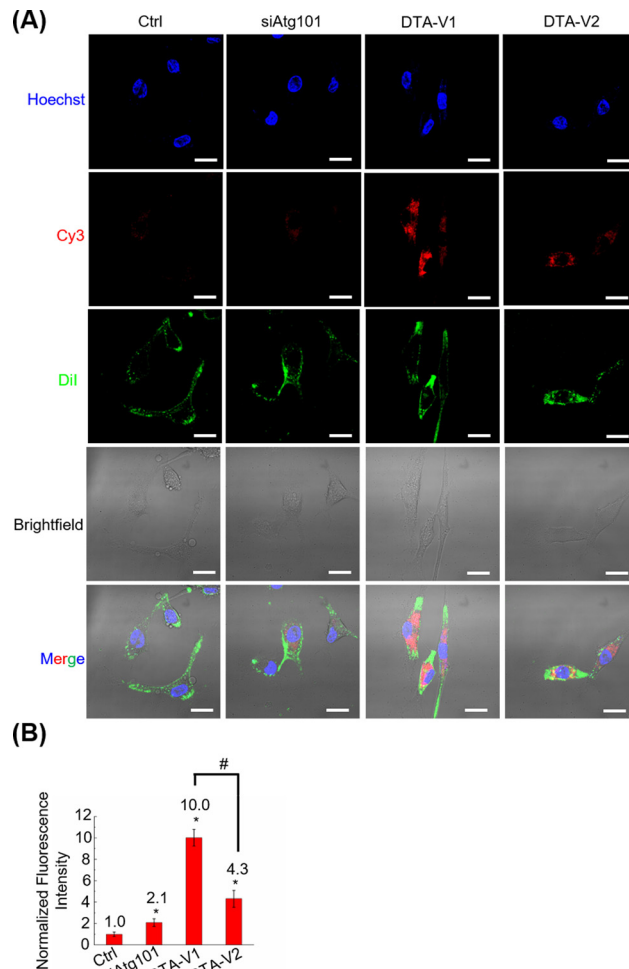 (A)
Ctrl siAtg101 DTA-V1 DTA-V2
Hoechst
Cy3
DiI
Brightfield
Merge
(B)
#
10.0
*
4.3
*
2.1
*
1.0
Normalized Fluorescence
Intensity
12
10
8
6
4
2
0
Ctrl